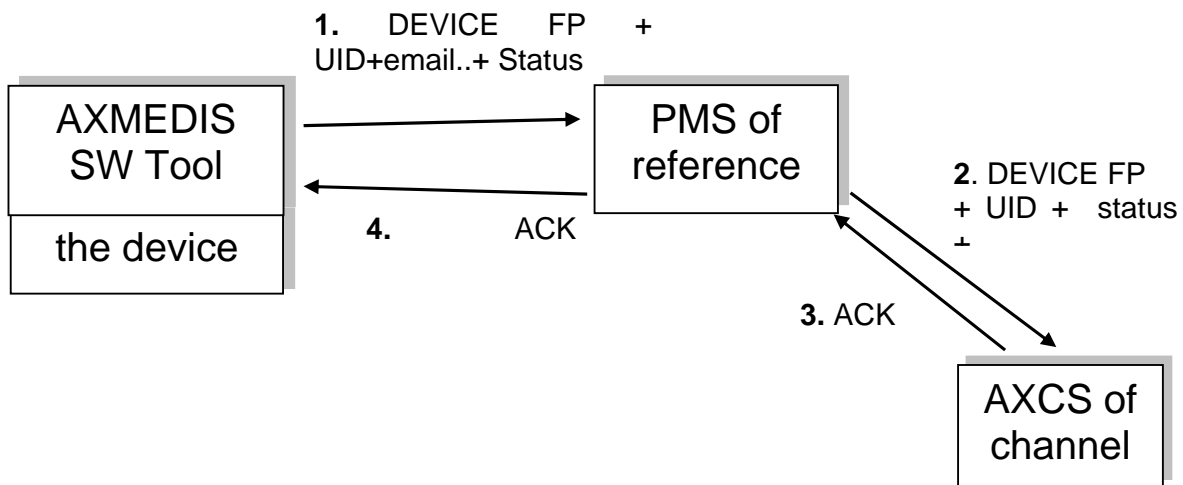 1. DEVICE FP +
UID+email..+ Status
AXMEDIS
SW Tool
the device
PMS of
reference
2. DEVICE FP
+ UID + status
+
4. ACK
3. ACK
AXCS of
channel